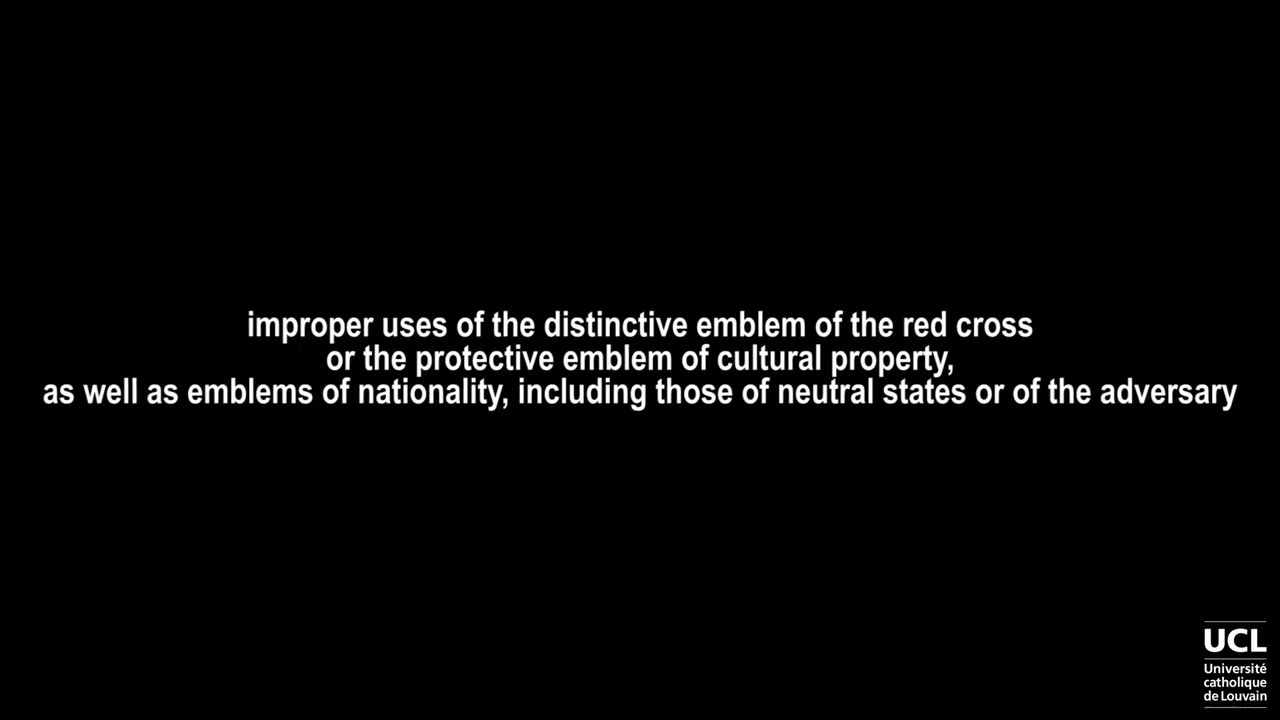 improper uses of the distinctive emblem of the red cross
or the protective emblem of cultural property,
as well as emblems of nationality, including those of neutral states or of the adversary
UCL
Université
catholique
de Louvain